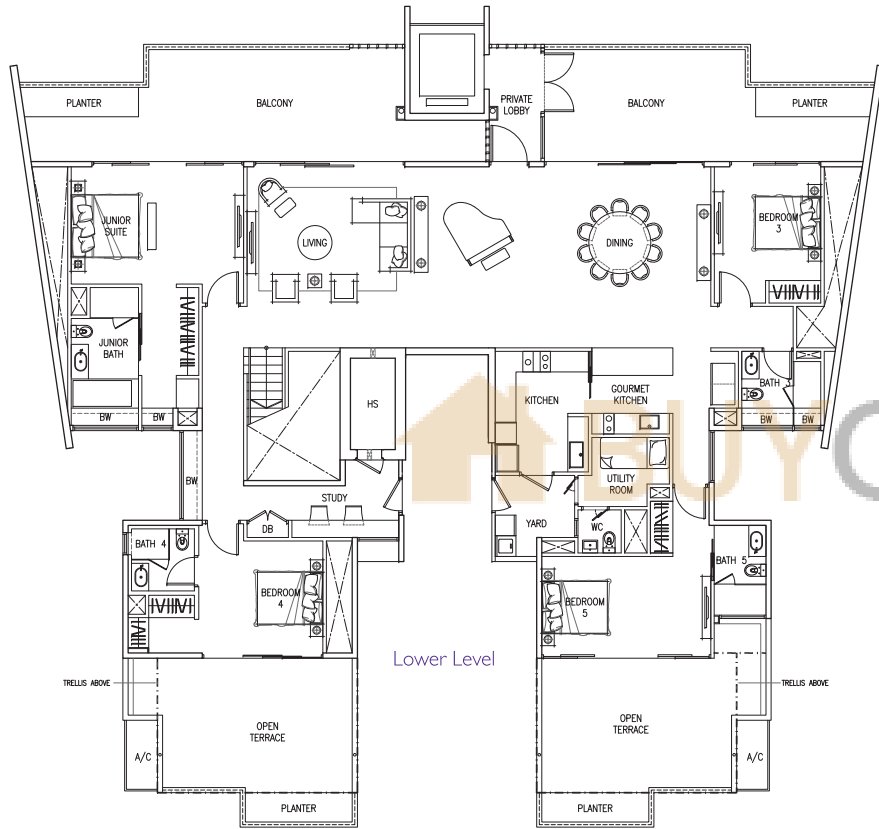 PLANTER
BALCONY
PRIVATE
LOBBY
BALCONY
PLANTER
JUNIOR
SUITE
LIVING
DINING
BEDROOM
3
JUNIOR
BATH
HS
KITCHEN
GOURMET
KITCHEN
BATH 3
BW
BW
BW
BW
BW
UTILITY
ROOM
STUDY
DB
YARD
WC
BATH 4
BATH 5
BEDROOM
4
BEDROOM
5
Lower Level
TRELLIS ABOVE
TRELLIS ABOVE
OPEN
TERRACE
OPEN
TERRACE
A/C
A/C
PLANTER
PLANTER